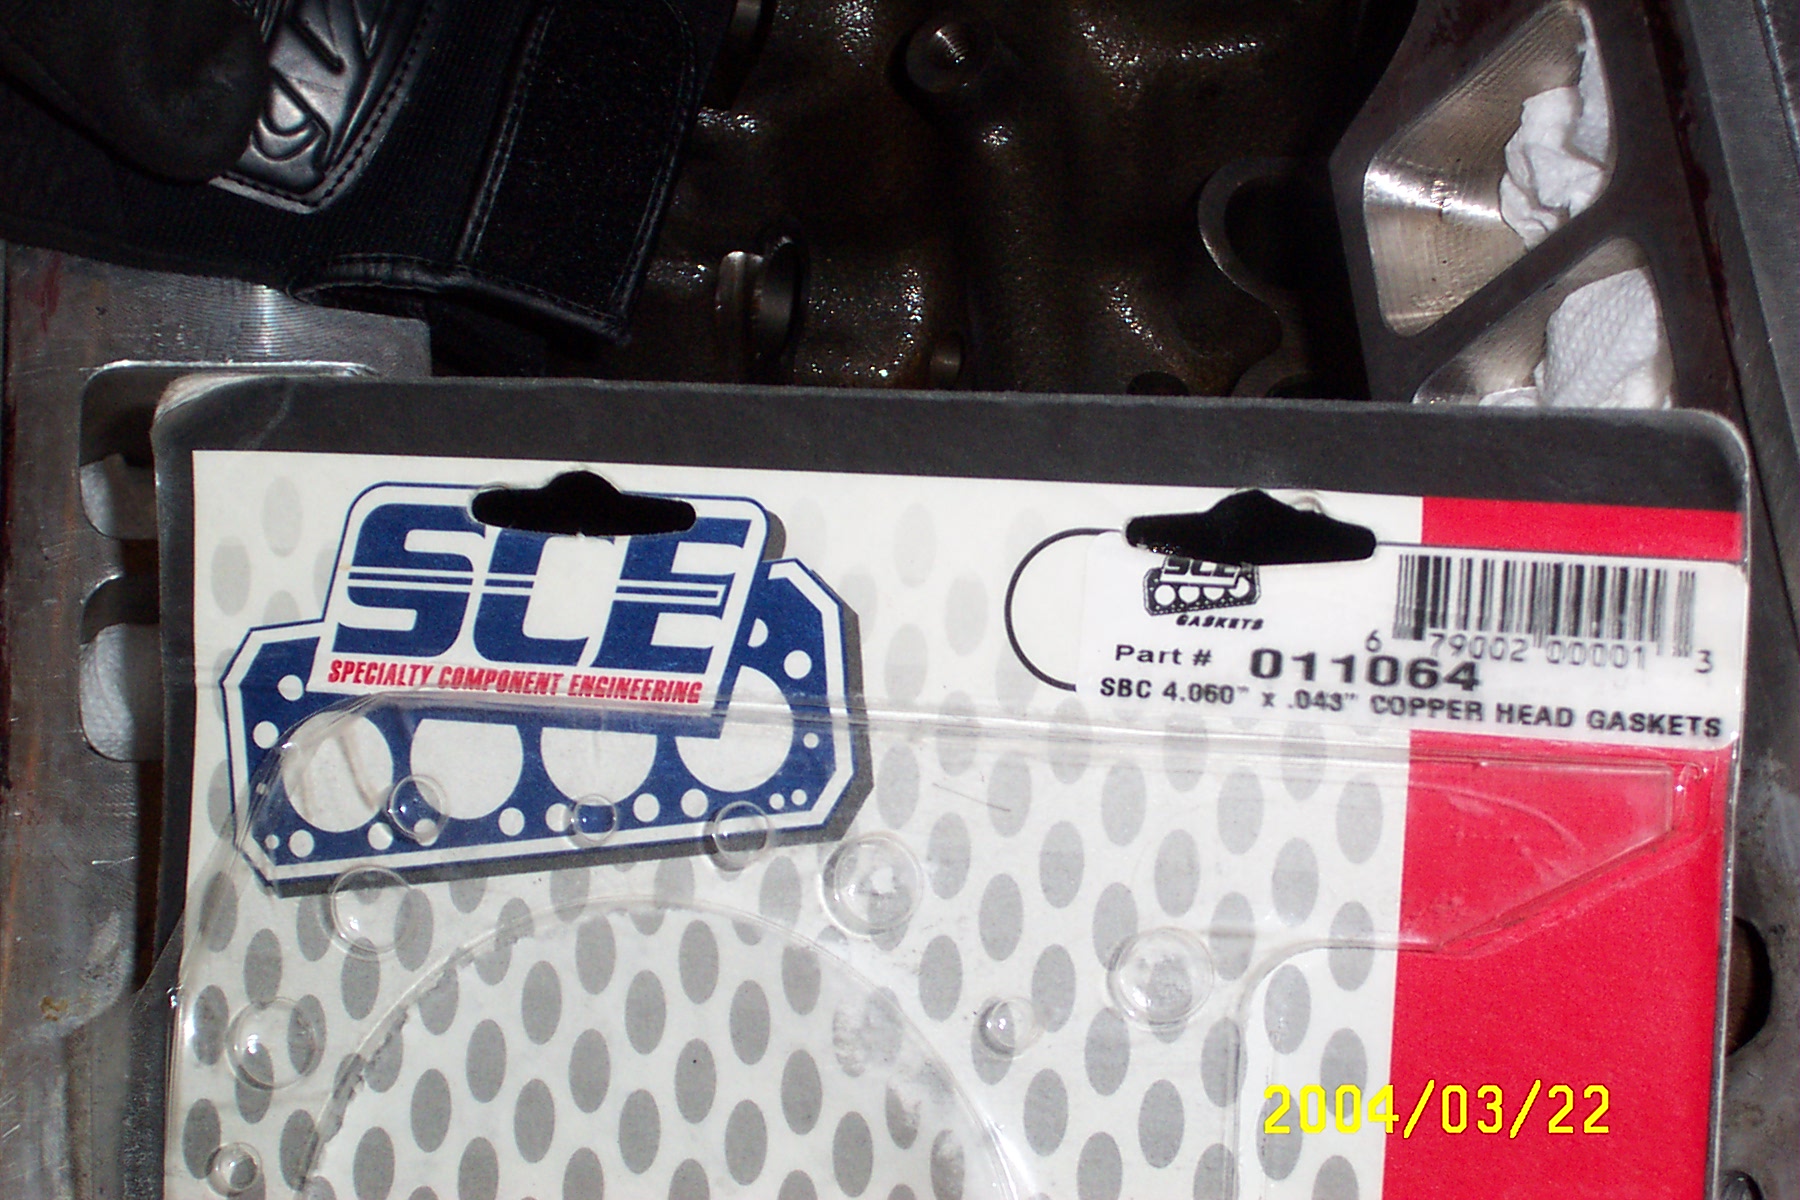 SCE
SPECIALTY COMPONENT ENGINEERING
SCE
GASKETS
Part # 011064
6 79002 00001 3
SBC 4.060" x .043" COPPER HEAD GASKETS
2004/03/22